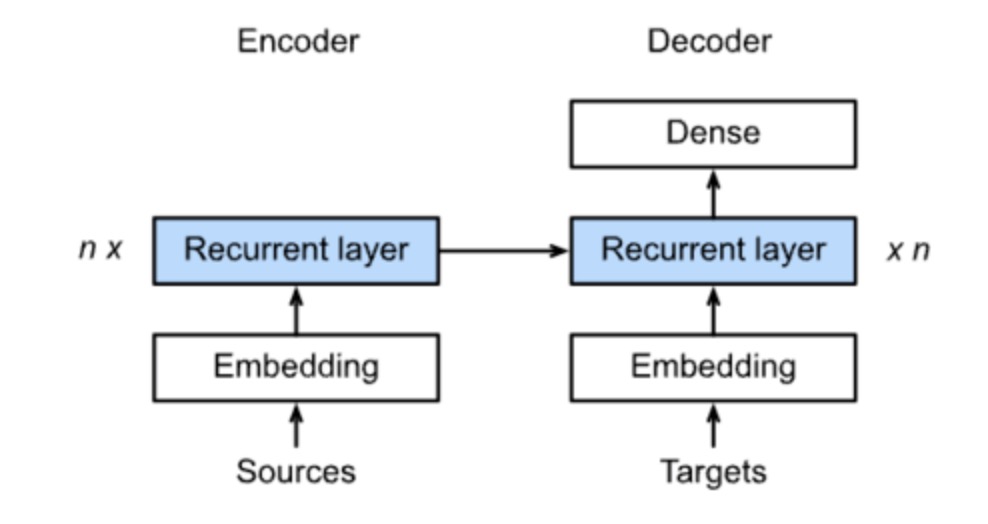 Encoder
Decoder
Dense
n x
Recurrent layer
Recurrent layer
x n
Embedding
Embedding
Sources
Targets